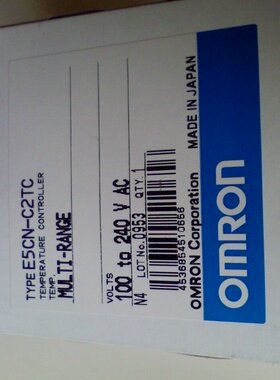 TYPE E5CN-C2TC
TEMPERATURE CONTROLLER
TEMP.
MULTI-RANGE
VOLTS
100 to 240 V AC
N4 LOT No. 0953 QTY 1
4536854510656
OMRON Corporation MADE IN JAPAN
OMRON